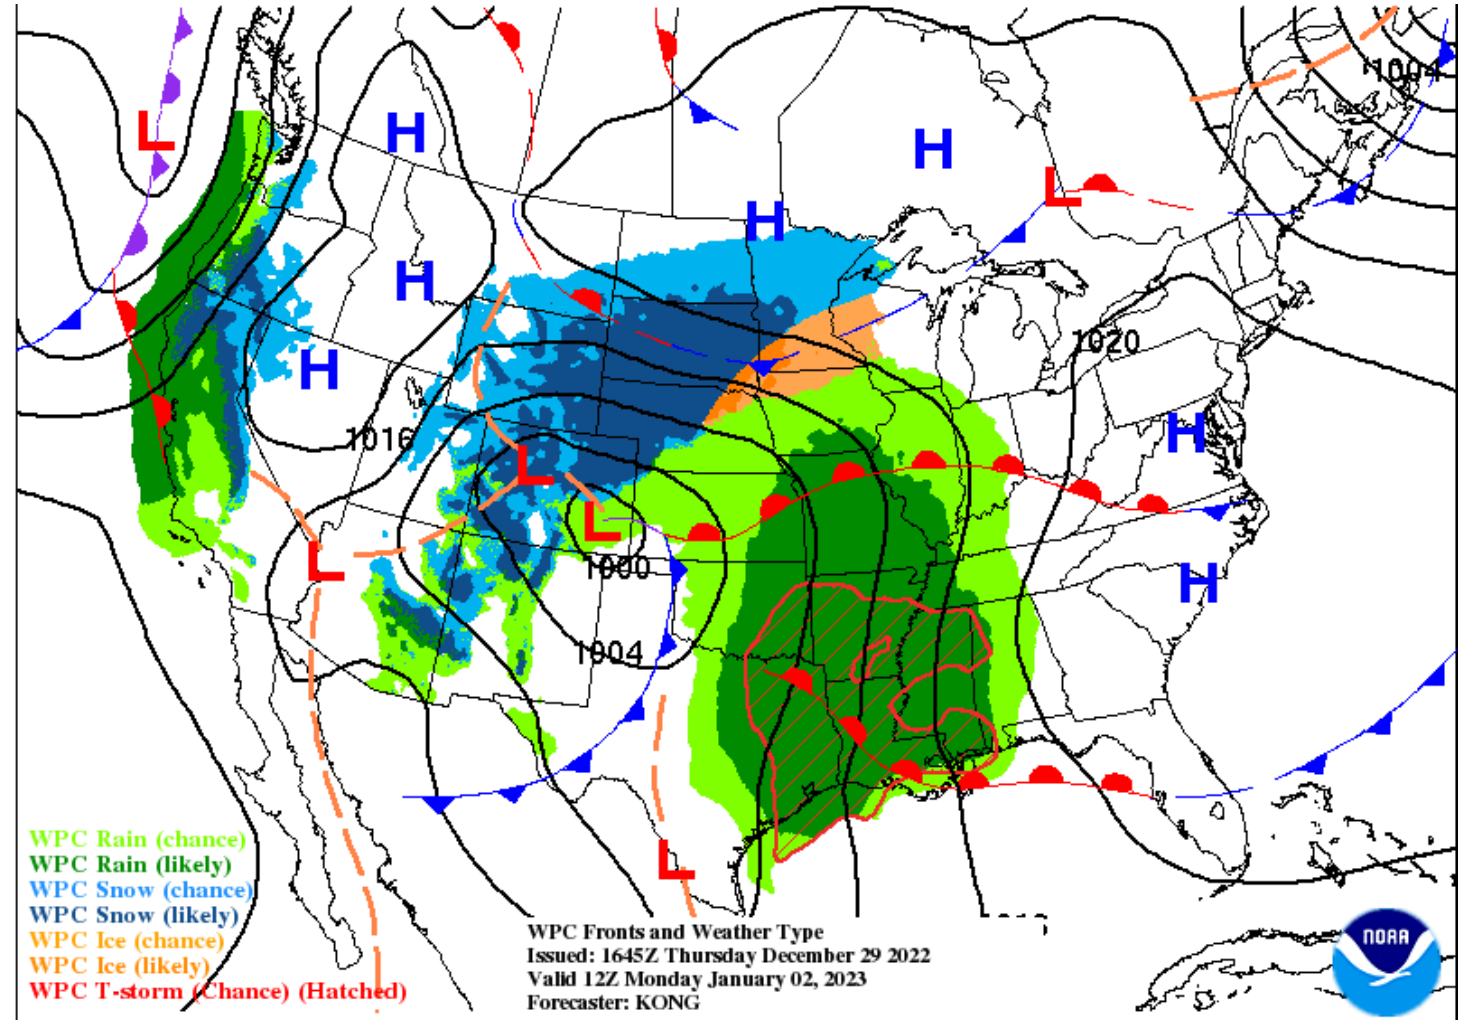 L
H
H
1004
H
L
H
H
1020
H
1016
H
L
L
1000
L
H
1004
WPC Rain (chance)
WPC Rain (likely)
WPC Snow (chance)
WPC Snow (likely)
WPC Ice (chance)
WPC Ice (likely)
WPC T-storm (Chance) (Hatched)
L
WPC Fronts and Weather Type
Issued: 1645Z Thursday December 29 2022
Valid 12Z Monday January 02, 2023
Forecaster: KONG
NOAA